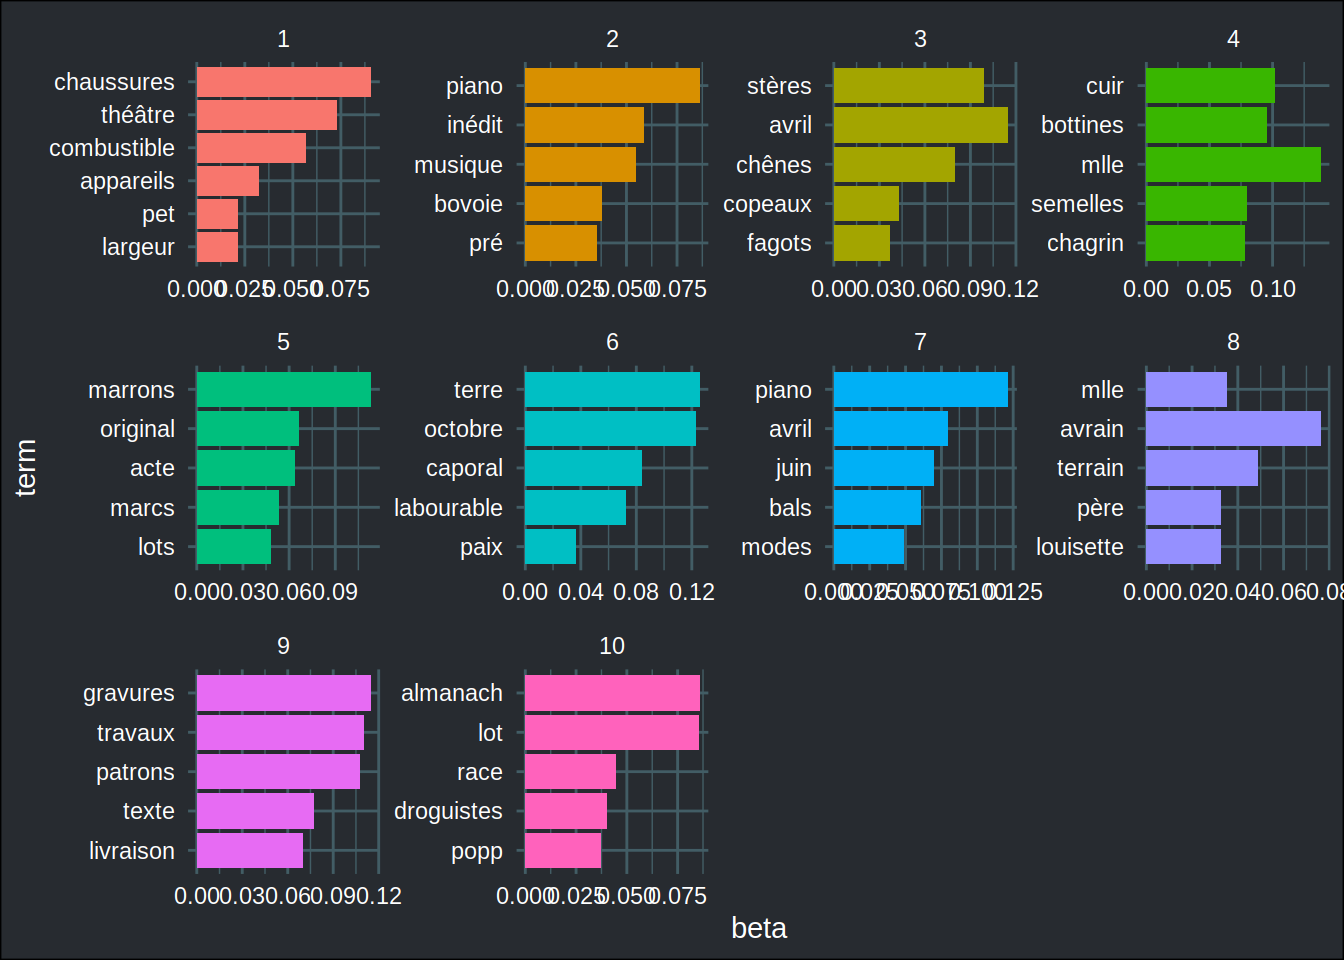 1
chaussures
théâtre
combustible
appareils
pet
largeur
0.000 0.025 0.050 0.075
2
piano
inédit
musique
bovoie
pré
0.000 0.025 0.050 0.075
3
stères
avril
chênes
copeaux
fagots
0.00 0.03 0.06 0.09 0.12
4
cuir
bottines
mlle
semelles
chagrin
0.00 0.05 0.10
5
marrons
original
acte
marcs
lots
0.00 0.03 0.06 0.09
6
terre
octobre
caporal
labourable
paix
0.00 0.04 0.08 0.12
7
piano
avril
juin
bals
modes
0.000 0.025 0.050 0.075 0.100 0.125
8
mlle
avrain
terrain
père
louisette
0.00 0.02 0.04 0.06 0.08
9
gravures
travaux
patrons
texte
livraison
0.00 0.03 0.06 0.09 0.12
10
almanach
lot
race
droguistes
popp
0.000 0.025 0.050 0.075
term
beta